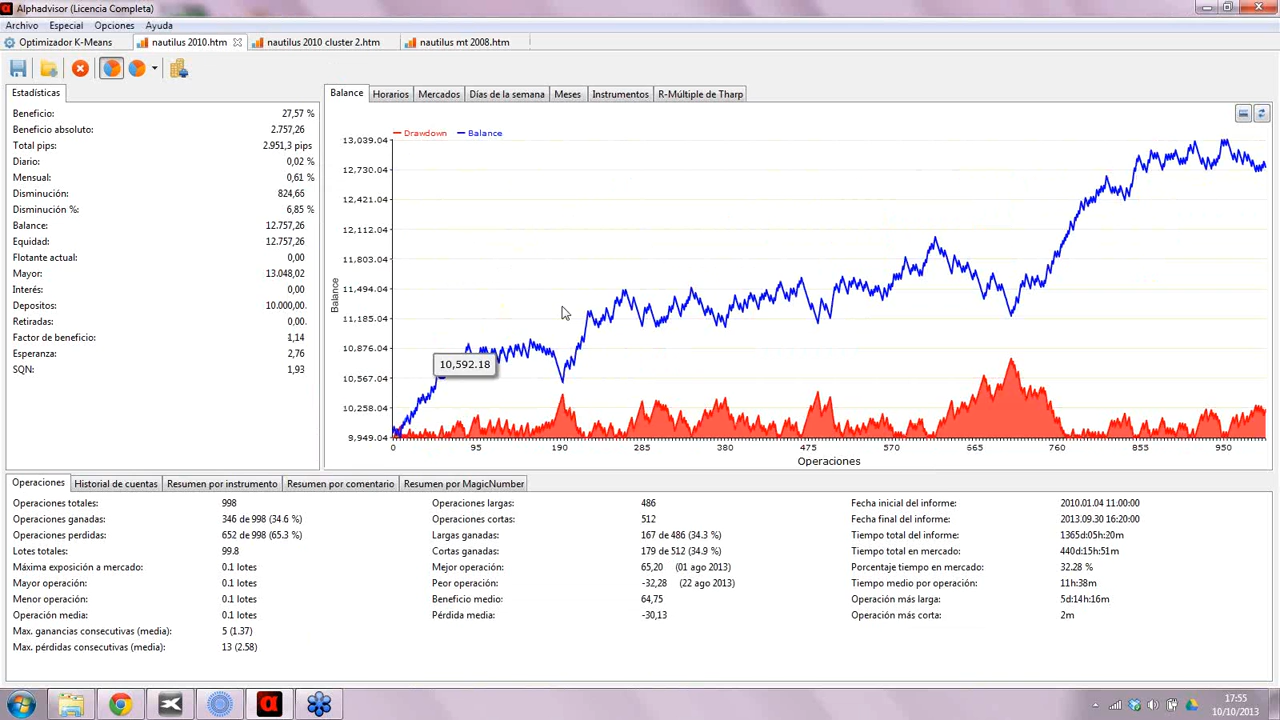 Alphadvisor (Licencia Completa)
Archivo Especial Opciones Ayuda
Optimizador K-Means nautilus 2010.htm nautilus 2010 cluster 2.htm nautilus mt 2008.htm
Estadísticas
Beneficio: 27,57 %
Beneficio absoluto: 2.757,26
Total pips: 2.951,3 pips
Diario: 0,02 %
Mensual: 0,61 %
Disminución: 824,66
Disminución %: 6,85 %
Balance: 12.757,26
Equidad: 12.757,26
Flotante actual: 0,00
Mayor: 13.048,02
Interés: 0,00
Depositos: 10.000,00.
Retiradas: 0,00.
Factor de beneficio: 1,14
Esperanza: 2,76
SQN: 1,93
Balance Horarios Mercados Días de la semana Meses Instrumentos R-Múltiple de Tharp
Drawdown Balance
13,039.04
12,730.04
12,421.04
12,112.04
11,803.04
11,494.04
11,185.04
10,876.04
10,567.04
10,258.04
9,949.04
Balance
10,592.18
0 95 190 285 380 475 570 665 760 855 950
Operaciones
Operaciones Historial de cuentas Resumen por instrumento Resumen por comentario Resumen por MagicNumber
Operaciones totales: 998
Operaciones ganadas: 346 de 998 (34.6 %)
Operaciones perdidas: 652 de 998 (65.3 %)
Lotes totales: 99.8
Máxima exposición a mercado: 0.1 lotes
Mayor operación: 0.1 lotes
Menor operación: 0.1 lotes
Operación media: 0.1 lotes
Max. ganancias consecutivas (media): 5 (1.37)
Max. pérdidas consecutivas (media): 13 (2.58)
Operaciones largas: 486
Operaciones cortas: 512
Largas ganadas: 167 de 486 (34.3 %)
Cortas ganadas: 179 de 512 (34.9 %)
Mejor operación: 65,20 (01 ago 2013)
Peor operación: -32,28 (22 ago 2013)
Beneficio medio: 64,75
Pérdida media: -30,13
Fecha inicial del informe: 2010.01.04 11:00:00
Fecha final del informe: 2013.09.30 16:20:00
Tiempo total del informe: 1365d:05h:20m
Tiempo total en mercado: 440d:15h:51m
Porcentaje tiempo en mercado: 32.28 %
Tiempo medio por operación: 11h:38m
Operación más larga: 5d:14h:16m
Operación más corta: 2m
17:55
10/10/2013